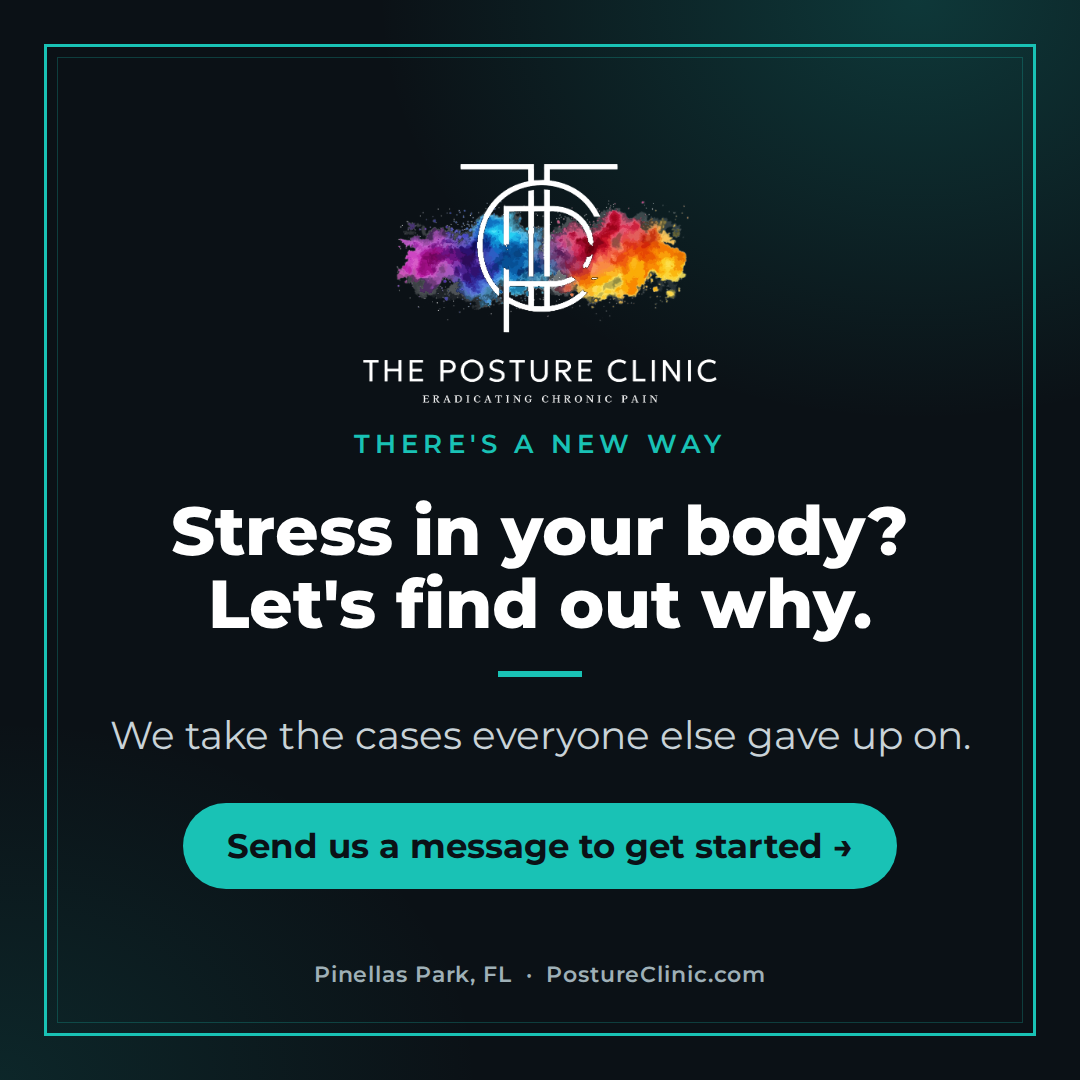 THE POSTURE CLINIC
ERADICATING CHRONIC PAIN
THERE'S A NEW WAY
Stress in your body?
Let's find out why.
We take the cases everyone else gave up on.
Send us a message to get started →
Pinellas Park, FL · PostureClinic.com